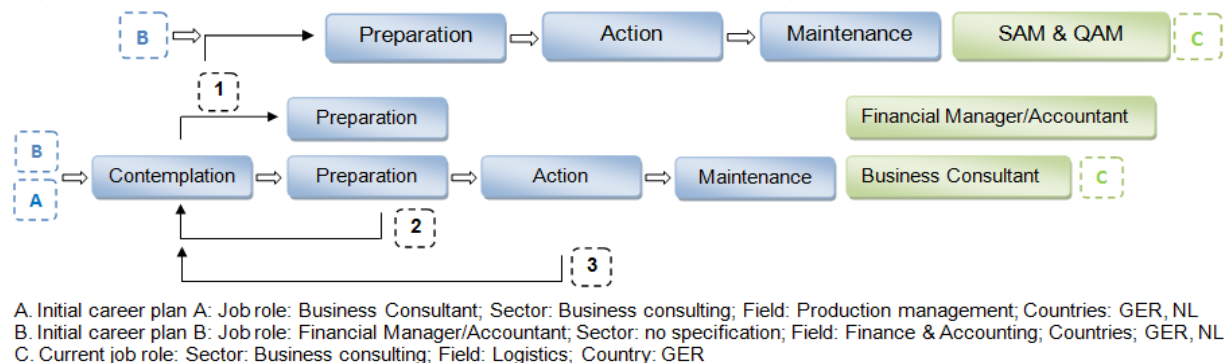 B
Preparation
Action
Maintenance
SAM & QAM
C
1
Preparation
Financial Manager/Accountant
B
A
Contemplation
Preparation
Action
Maintenance
Business Consultant
C
2
3
A. Initial career plan A: Job role: Business Consultant; Sector: Business consulting; Field: Production management; Countries: GER, NL
B. Initial career plan B: Job role: Financial Manager/Accountant; Sector: no specification; Field: Finance & Accounting; Countries; GER, NL
C. Current job role: Sector: Business consulting; Field: Logistics; Country: GER